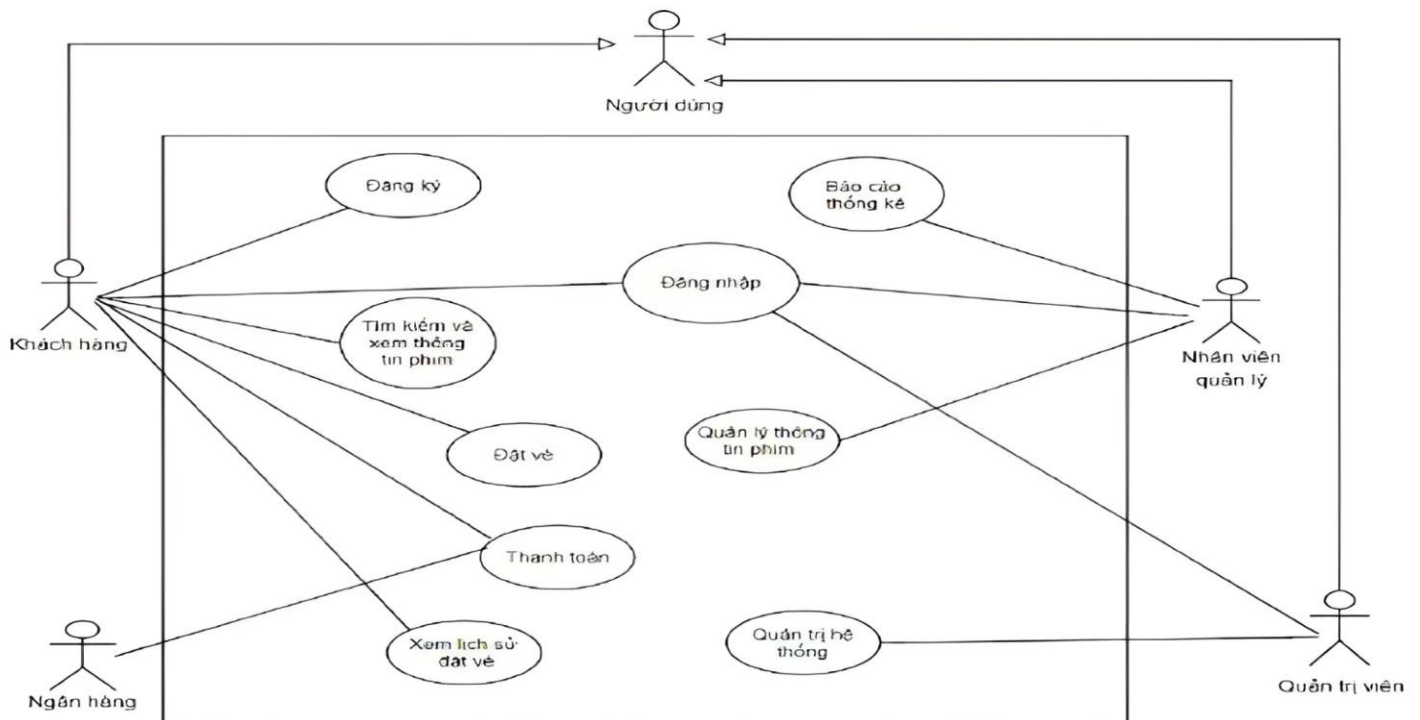 Người dùng
Đăng ký
Báo cáo
thống kê
Đăng nhập
Khách hàng
Tìm kiếm và
xem thông
tin phim
Nhân viên
quản lý
Quản lý thông
tin phim
Đặt vé
Thanh toán
Xem lịch sử
đặt vé
Quản trị hệ
thống
Ngân hàng
Quản trị viên